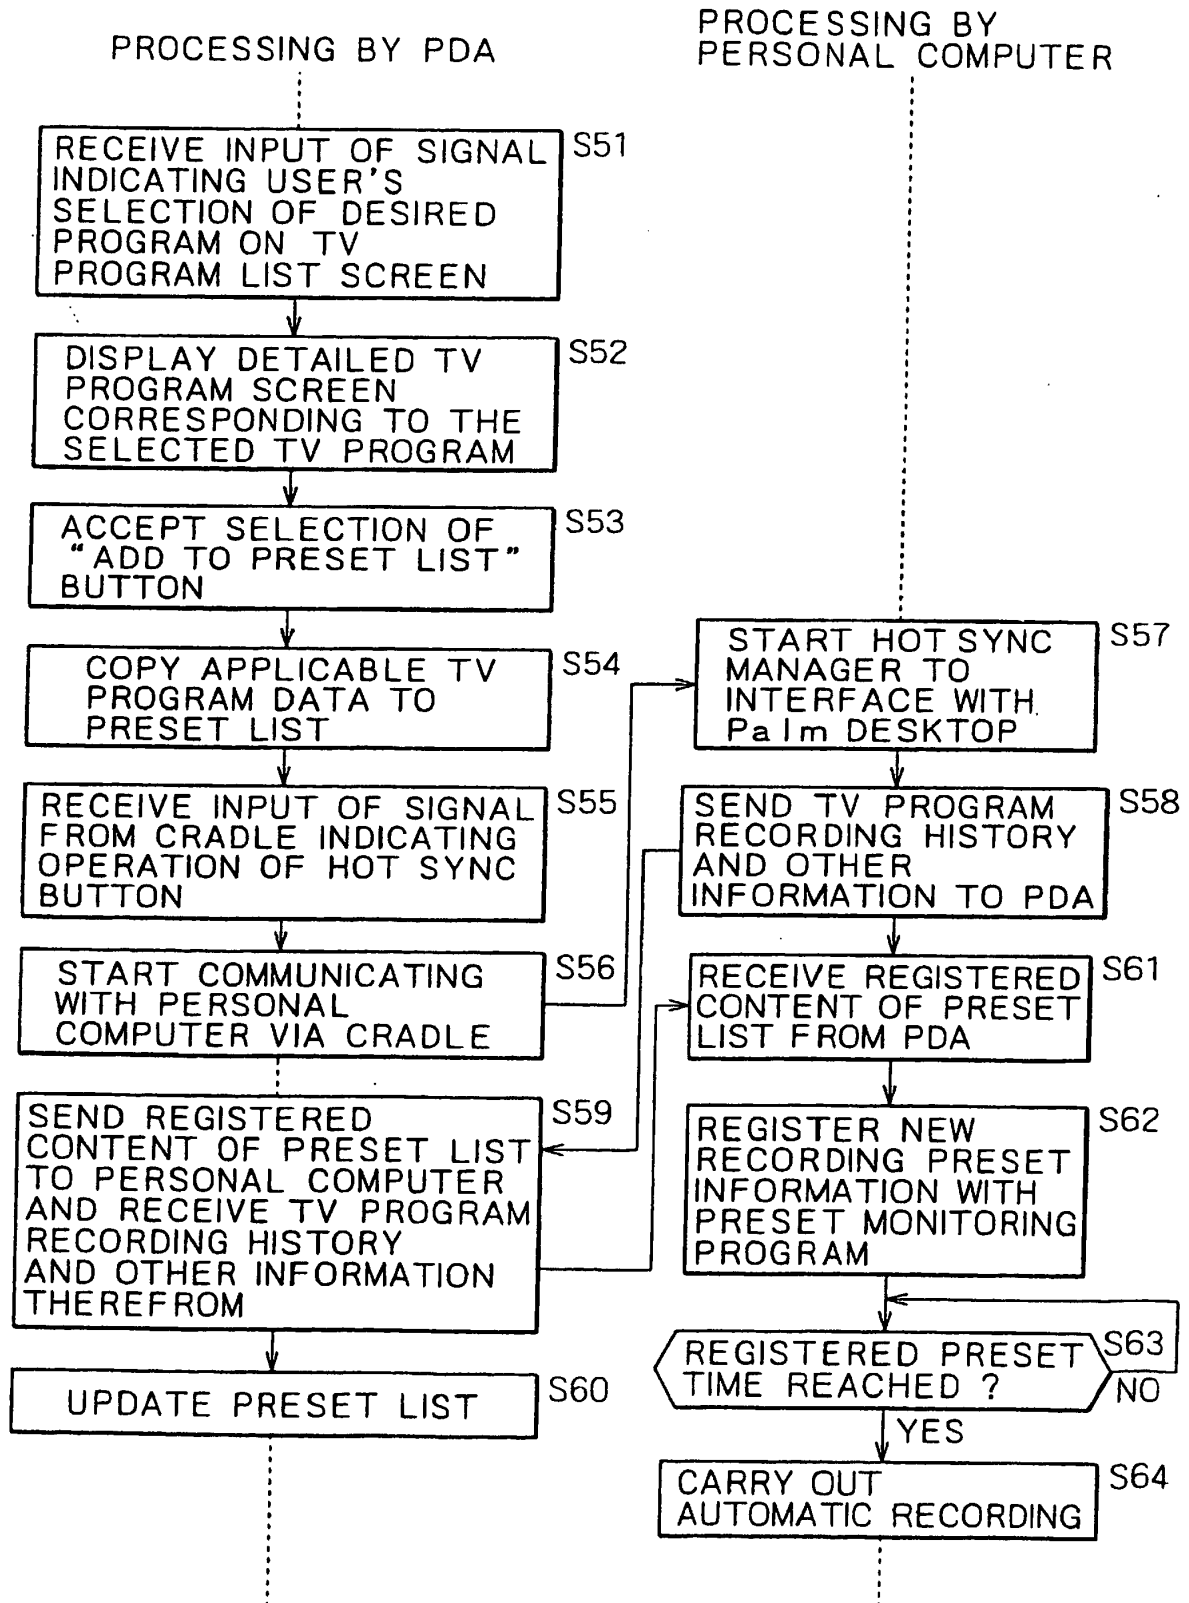 PROCESSING BY PDA
RECEIVE INPUT OF SIGNAL
INDICATING USER'S
SELECTION OF DESIRED
PROGRAM ON TV
PROGRAM LIST SCREEN
S51
DISPLAY DETAILED TV
PROGRAM SCREEN
CORRESPONDING TO THE
SELECTED TV PROGRAM
S52
ACCEPT SELECTION OF
"ADD TO PRESET LIST"
BUTTON
S53
COPY APPLICABLE TV
PROGRAM DATA TO
PRESET LIST
S54
RECEIVE INPUT OF SIGNAL
FROM CRADLE INDICATING
OPERATION OF HOT SYNC
BUTTON
S55
START COMMUNICATING
WITH PERSONAL
COMPUTER VIA CRADLE
S56
SEND REGISTERED
CONTENT OF PRESET LIST
TO PERSONAL COMPUTER
AND RECEIVE TV PROGRAM
RECORDING HISTORY
AND OTHER INFORMATION
THEREFROM
S59
UPDATE PRESET LIST
S60
PROCESSING BY
PERSONAL COMPUTER
START HOT SYNC
MANAGER TO
INTERFACE WITH
Palm DESKTOP
S57
SEND TV PROGRAM
RECORDING HISTORY
AND OTHER
INFORMATION TO PDA
S58
RECEIVE REGISTERED
CONTENT OF PRESET
LIST FROM PDA
S61
REGISTER NEW
RECORDING PRESET
INFORMATION WITH
PRESET MONITORING
PROGRAM
S62
REGISTERED PRESET
TIME REACHED ?
S63
NO
YES
CARRY OUT
AUTOMATIC RECORDING
S64